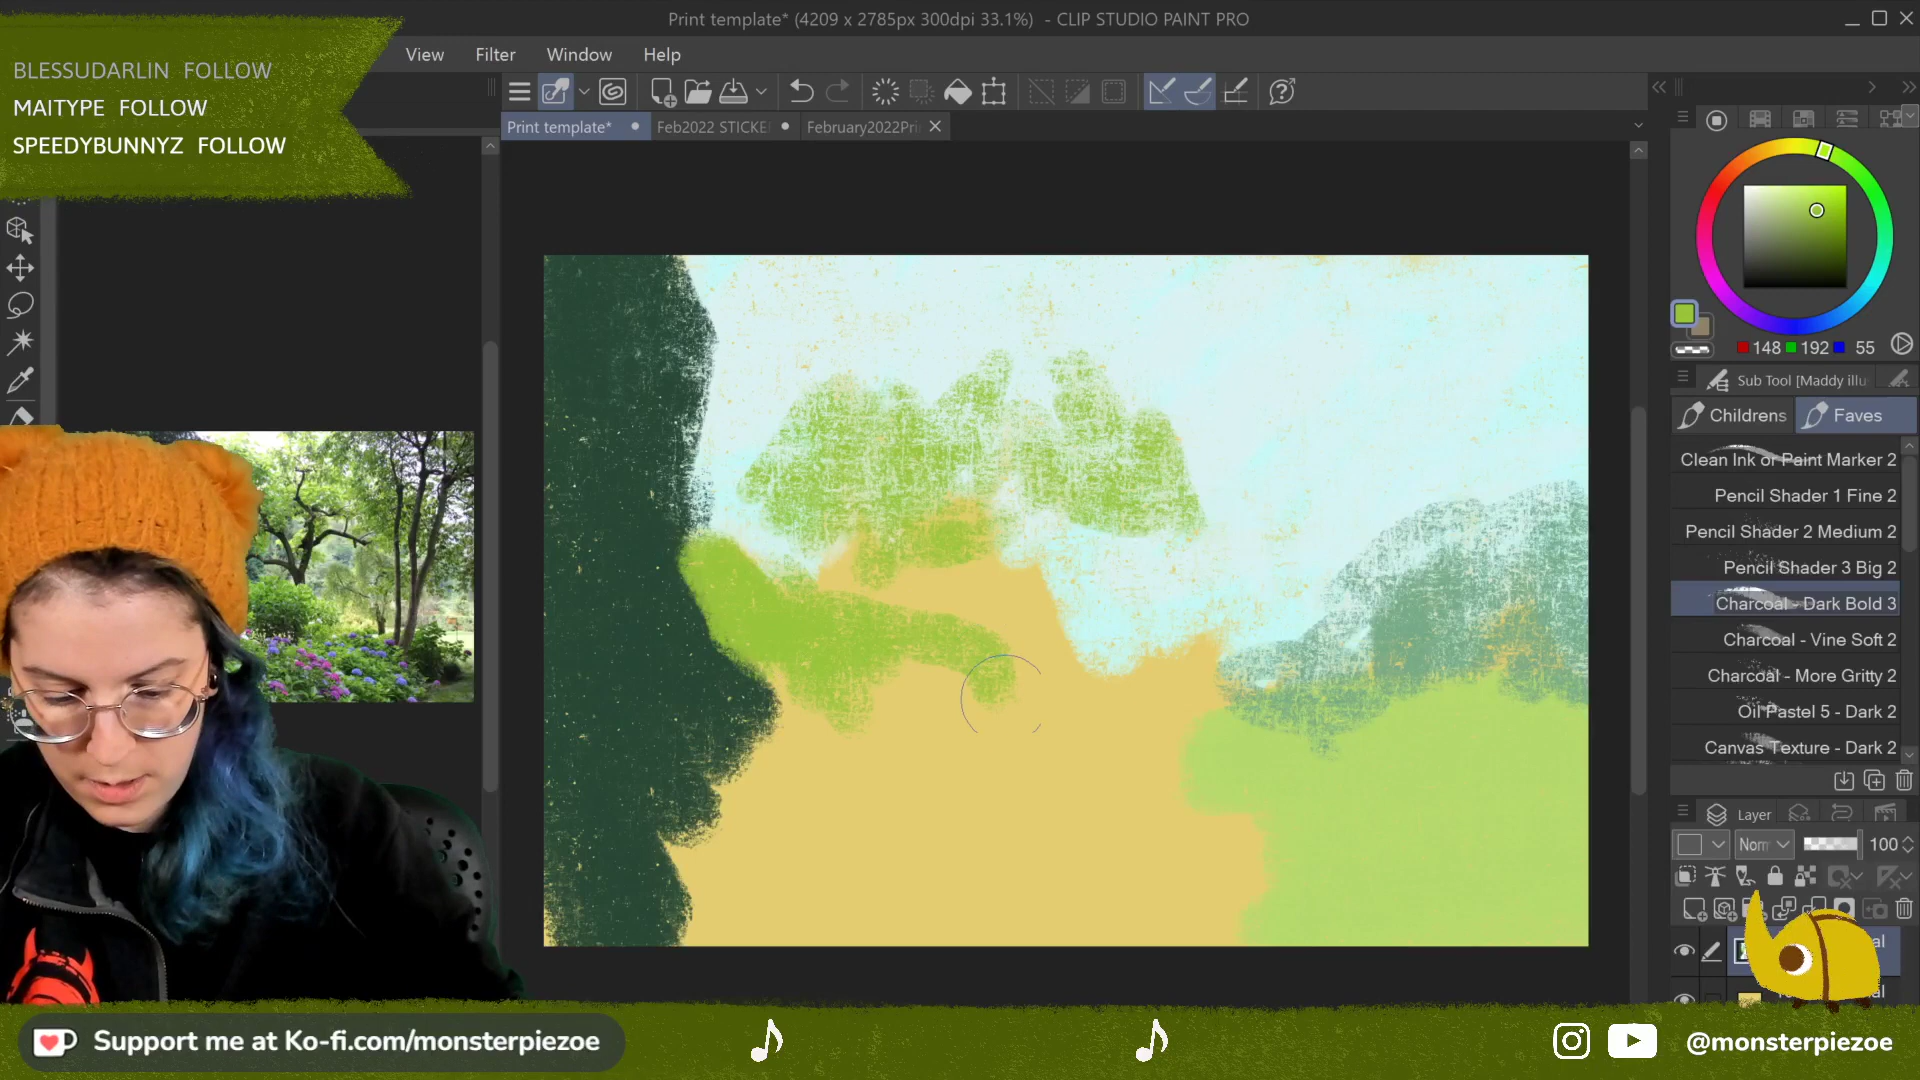 Print template* (4209 x 2785px 300dpi 33.1%) - CLIP STUDIO PAINT PRO
View Filter Window Help
BLESSUDARLIN FOLLOW
MAITYPE FOLLOW
SPEEDYBUNNYZ FOLLOW
Print template* Feb2022 STICKE February2022Pri
148 192 55
Sub Tool [Maddy illu
Childrens Faves
Clean Ink or Paint Marker 2
Pencil Shader 1 Fine 2
Pencil Shader 2 Medium 2
Pencil Shader 3 Big 2
Charcoal - Dark Bold 3
Charcoal - Vine Soft 2
Charcoal - More Gritty 2
Oil Pastel 5 - Dark 2
Canvas Texture - Dark 2
Layer
Norr 100
al
al
Support me at Ko-fi.com/monsterpiezoe
@monsterpiezoe